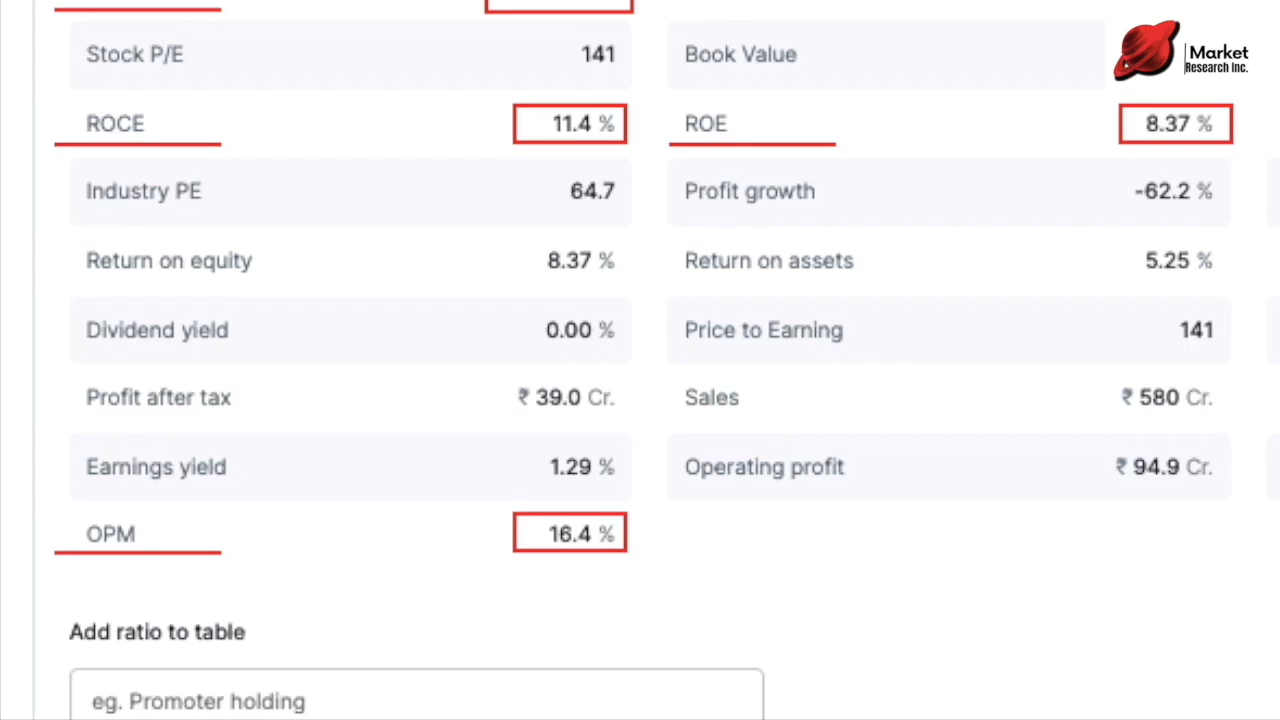 Stock P/E 141 Book Value
Market
Research Inc.
ROCE 11.4 % ROE 8.37 %
Industry PE 64.7 Profit growth -62.2 %
Return on equity 8.37 % Return on assets 5.25 %
Dividend yield 0.00 % Price to Earning 141
Profit after tax ₹ 39.0 Cr. Sales ₹ 580 Cr.
Earnings yield 1.29 % Operating profit ₹ 94.9 Cr.
OPM 16.4 %
Add ratio to table
eg. Promoter holding